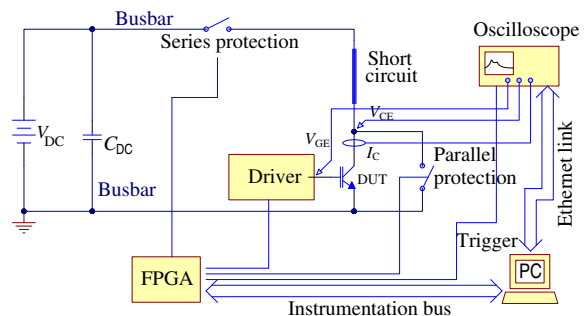 Busbar
Oscilloscope
Series protection
Short
circuit
V_CE
V_DC
C_DC
V_GE
I_C
Parallel
protection
Ethernet link
Driver
DUT
Busbar
Trigger
FPGA
PC
Instrumentation bus